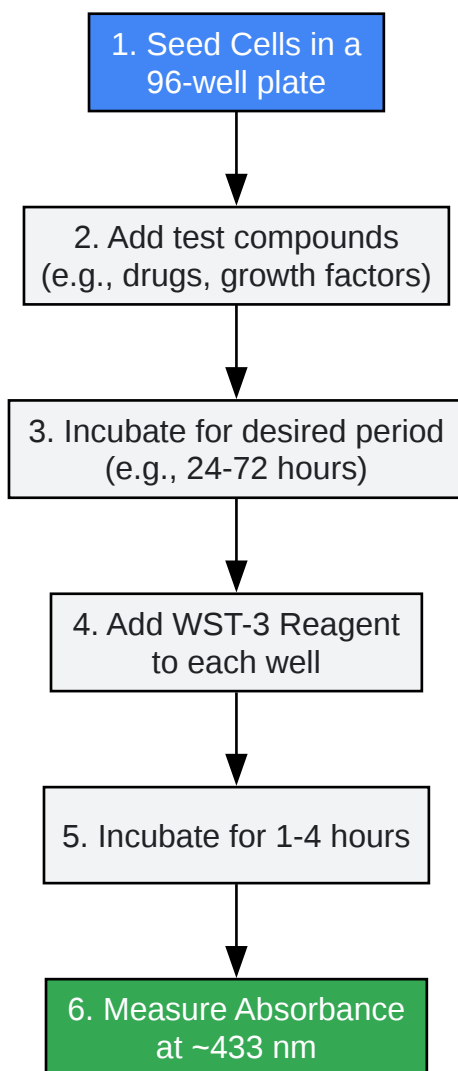 1. Seed Cells in a
96-well plate
2. Add test compounds
(e.g., drugs, growth factors)
3. Incubate for desired period
(e.g., 24-72 hours)
4. Add WST-3 Reagent
to each well
5. Incubate for 1-4 hours
6. Measure Absorbance
at ~433 nm